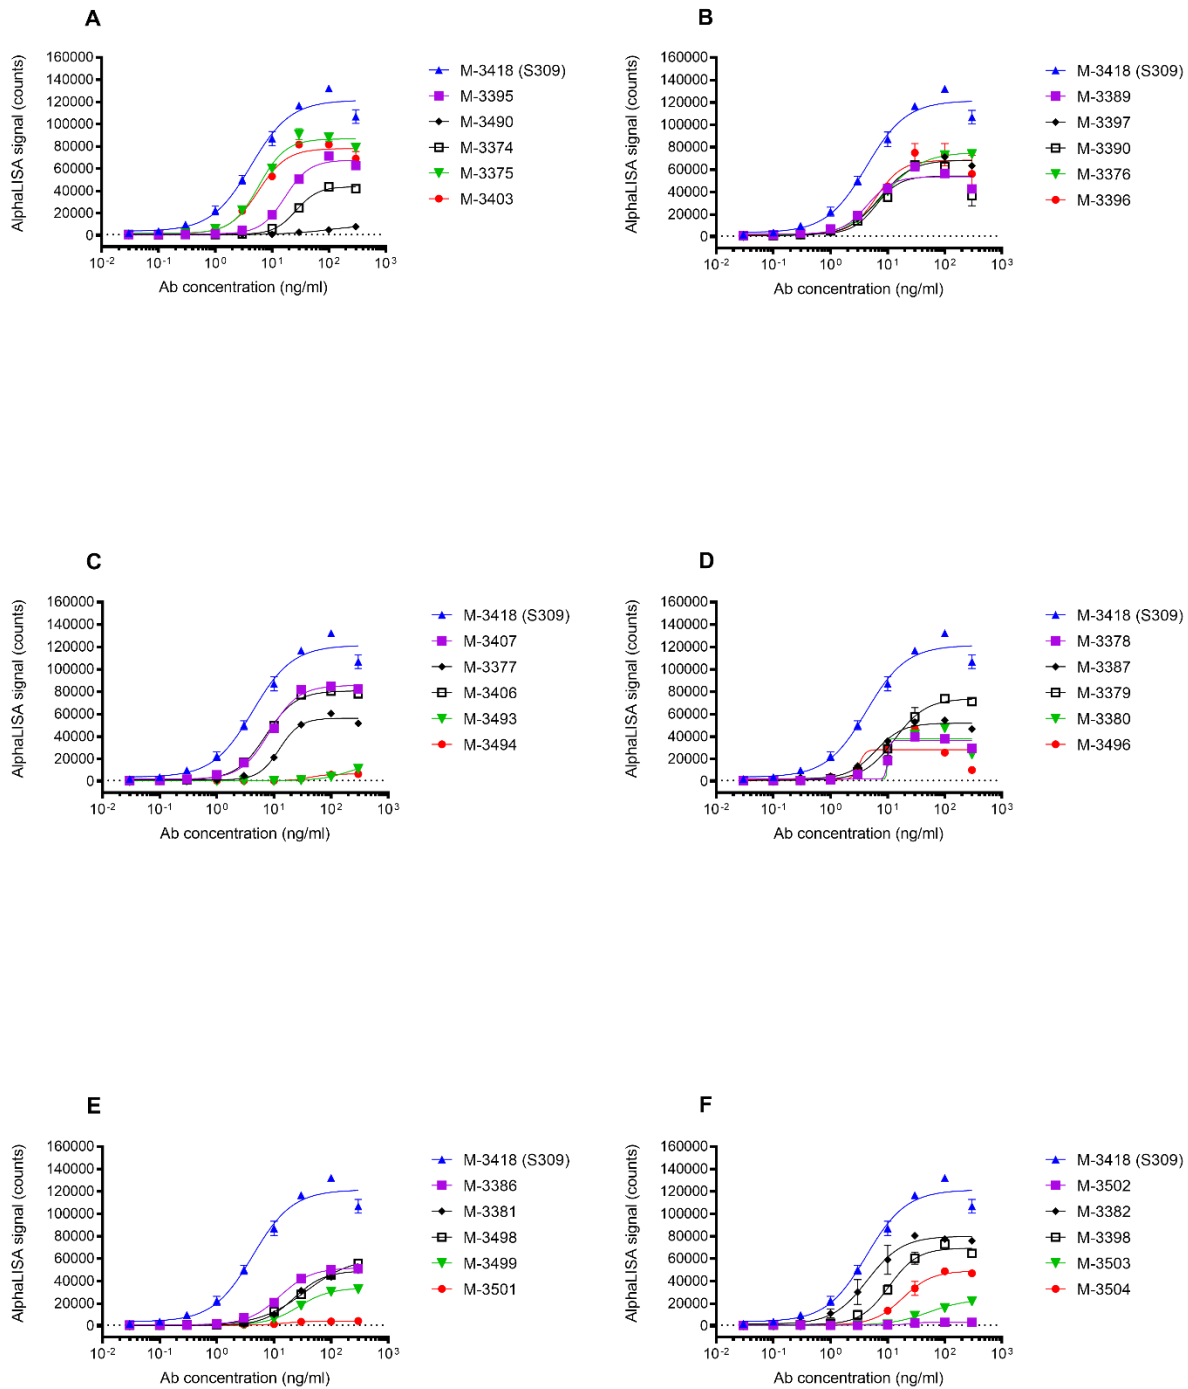 A
AlphaLISA signal (counts)
160000
140000
120000
100000
80000
60000
40000
20000
0
10-2 10-1 100 101 102 103
Ab concentration (ng/ml)
M-3418 (S309)
M-3395
M-3490
M-3374
M-3375
M-3403
B
AlphaLISA signal (counts)
160000
140000
120000
100000
80000
60000
40000
20000
0
10-2 10-1 100 101 102 103
Ab concentration (ng/ml)
M-3418 (S309)
M-3389
M-3397
M-3390
M-3376
M-3396
C
AlphaLISA signal (counts)
160000
140000
120000
100000
80000
60000
40000
20000
0
10-2 10-1 100 101 102 103
Ab concentration (ng/ml)
M-3418 (S309)
M-3407
M-3377
M-3406
M-3493
M-3494
D
AlphaLISA signal (counts)
160000
140000
120000
100000
80000
60000
40000
20000
0
10-2 10-1 100 101 102 103
Ab concentration (ng/ml)
M-3418 (S309)
M-3378
M-3387
M-3379
M-3380
M-3496
E
AlphaLISA signal (counts)
160000
140000
120000
100000
80000
60000
40000
20000
0
10-2 10-1 100 101 102 103
Ab concentration (ng/ml)
M-3418 (S309)
M-3386
M-3381
M-3498
M-3499
M-3501
F
AlphaLISA signal (counts)
160000
140000
120000
100000
80000
60000
40000
20000
0
10-2 10-1 100 101 102 103
Ab concentration (ng/ml)
M-3418 (S309)
M-3502
M-3382
M-3398
M-3503
M-3504